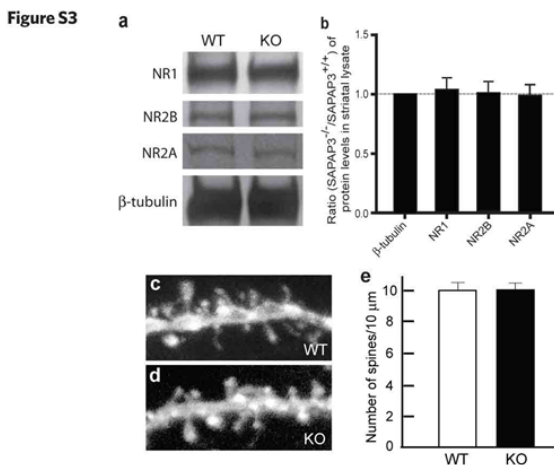 Figure S3
a
WT KO
NR1
NR2B
NR2A
β-tubulin
b
Ratio (SAPAP3-/-/SAPAP3+/+) of
protein levels in striatal lysate
1.5
1.0
0.5
0.0
β-tubulin
NR1
NR2B
NR2A
c
WT
d
KO
e
Number of spines/10 μm
10
8
6
4
2
0
WT KO